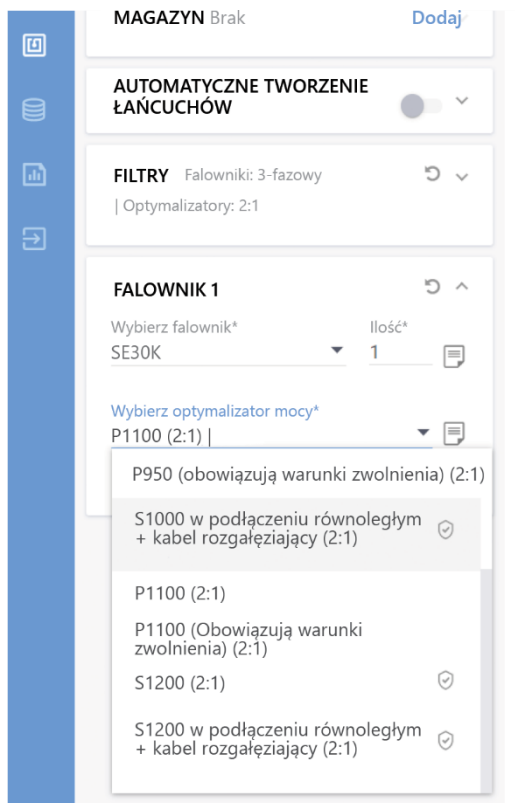 MAGAZYN Brak Dodaj
AUTOMATYCZNE TWORZENIE
ŁAŃCUCHÓW
FILTRY Falowniki: 3-fazowy
| Optymalizatory: 2:1
FALOWNIK 1
Wybierz falownik* Ilość*
SE30K 1
Wybierz optymalizator mocy*
P1100 (2:1) |
P950 (obowiązują warunki zwolnienia) (2:1)
S1000 w podłączeniu równoległym
+ kabel rozgałęziający (2:1)
P1100 (2:1)
P1100 (Obowiązują warunki
zwolnienia) (2:1)
S1200 (2:1)
S1200 w podłączeniu równoległym
+ kabel rozgałęziający (2:1)